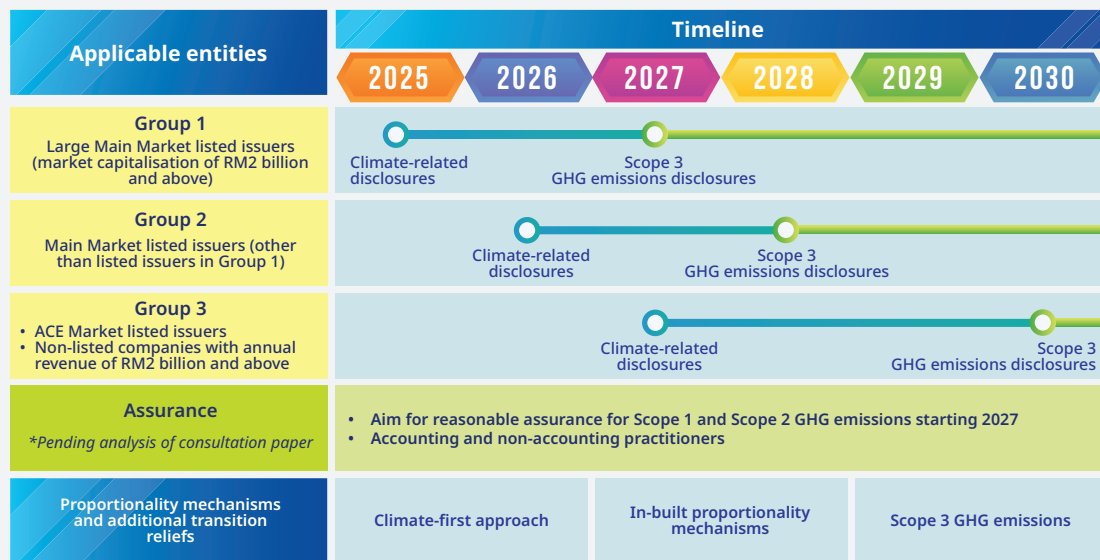 Applicable entities
Timeline
2025
2026
2027
2028
2029
2030
Group 1
Large Main Market listed issuers
(market capitalisation of RM2 billion
and above)
Climate-related
disclosures
Scope 3
GHG emissions disclosures
Group 2
Main Market listed issuers (other
than listed issuers in Group 1)
Climate-related
disclosures
Scope 3
GHG emissions disclosures
Group 3
• ACE Market listed issuers
• Non-listed companies with annual
revenue of RM2 billion and above
Climate-related
disclosures
Scope 3
GHG emissions disclosures
Assurance
*Pending analysis of consultation paper
• Aim for reasonable assurance for Scope 1 and Scope 2 GHG emissions starting 2027
• Accounting and non-accounting practitioners
Proportionality mechanisms
and additional transition
reliefs
Climate-first approach
In-built proportionality
mechanisms
Scope 3 GHG emissions